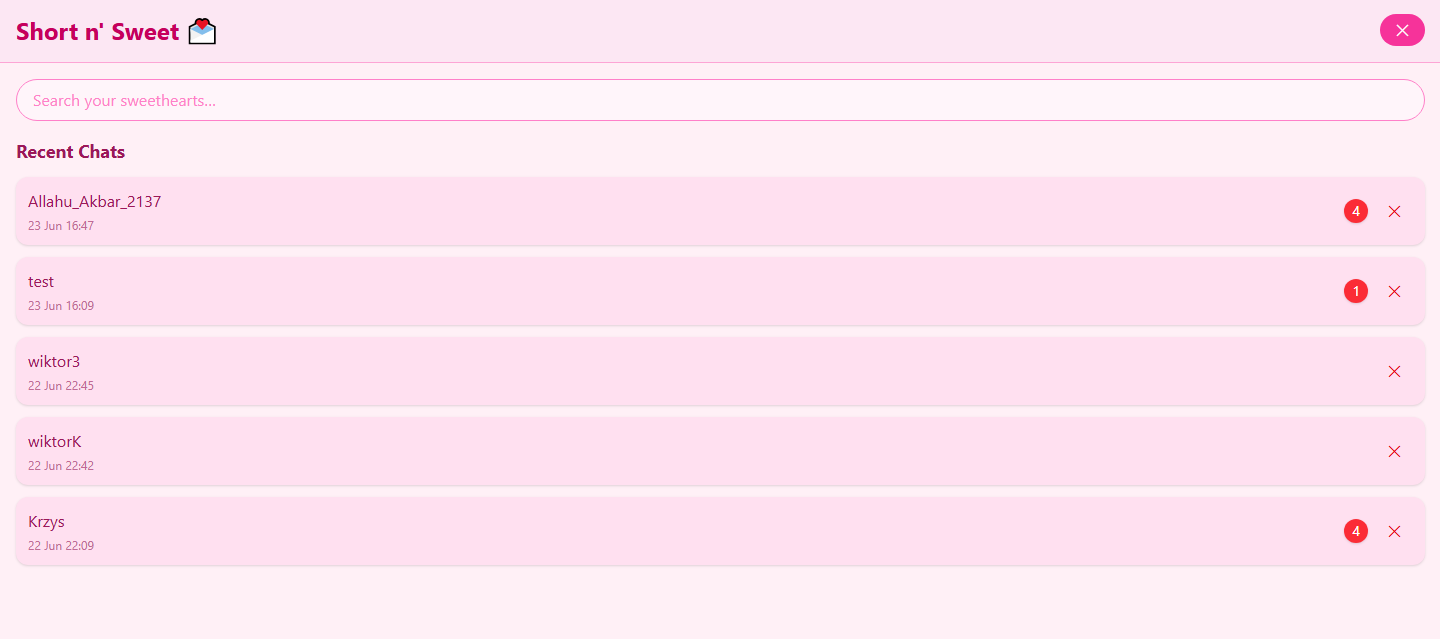 Short n' Sweet 💌
Search your sweethearts...
Recent Chats
Allahu_Akbar_2137
23 Jun 16:47
4
test
23 Jun 16:09
1
wiktor3
22 Jun 22:45
wiktorK
22 Jun 22:42
Krzys
22 Jun 22:09
4